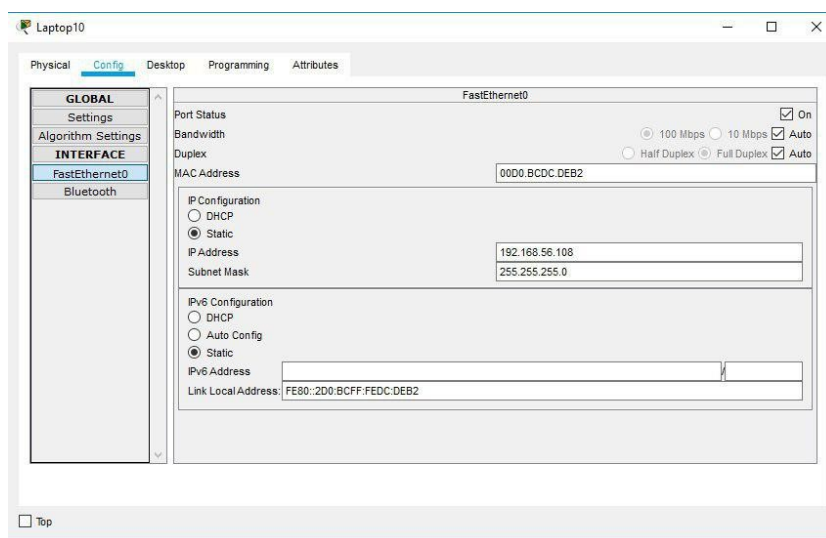 Laptop10
Physical Config Desktop Programming Attributes
GLOBAL
Settings
Algorithm Settings
INTERFACE
FastEthernet0
Bluetooth
FastEthernet0
Port Status On
Bandwidth 100 Mbps 10 Mbps Auto
Duplex Half Duplex Full Duplex Auto
MAC Address 00D0.BCDC.DEB2
IP Configuration
DHCP
Static
IP Address 192.168.56.108
Subnet Mask 255.255.255.0
IPv6 Configuration
DHCP
Auto Config
Static
IPv6 Address /
Link Local Address: FE80::2D0:BCFF:FEDC:DEB2
Top